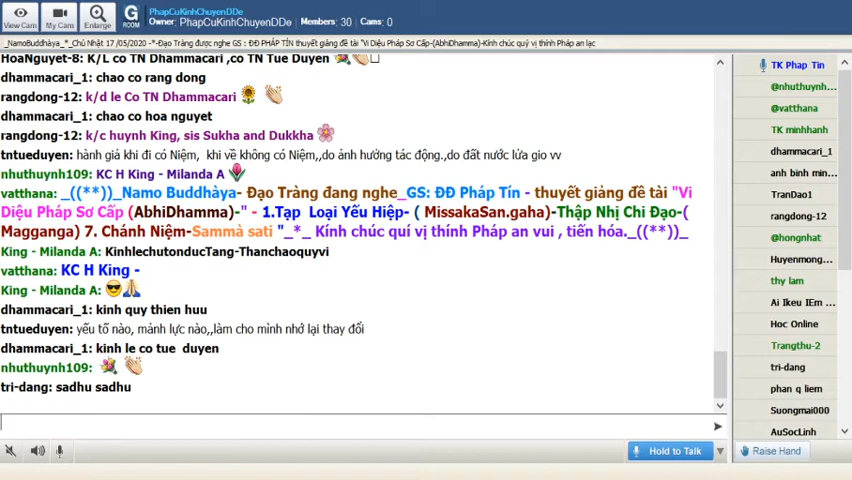 View Cam
My Cam
Enlarge
G
ROOM
PhapCuKinhChuyenDDe
Owner: PhapCuKinhChuyenDDe Members: 30 Cams: 0
_NamoBuddhàya_*_Chủ Nhật 17/05/2020 -*-Đạo Tràng được nghe GS : ĐĐ PHÁP TÍN thuyết giảng đề tài "Vi Diệu Pháp Sơ Cấp-(AbhiDhamma)-Kính chúc quý vị thính Pháp an lạc
HoaNguyet-8: K/L co TN Dhammacari ,co TN Tue Duyen
dhammacari_1: chao co rang dong
rangdong-12: k/d le Co TN Dhammacari
dhammacari_1: chao co hoa nguyet
rangdong-12: k/c huynh King, sis Sukha and Dukkha
tntueduyen: hành giả khi đi có Niệm, khi về không có Niệm,,do ảnh hưởng tác động.,do đất nước lửa gio vv
nhuthuynh109: KC H King - Milanda A
vatthana: _((**))_Namo Buddhàya- Đạo Tràng đang nghe_GS: ĐĐ Pháp Tín - thuyết giảng đề tài "Vi
Diệu Pháp Sơ Cấp (AbhiDhamma)-" - 1.Tạp Loại Yếu Hiệp- ( MissakaSan.gaha)-Thập Nhị Chi Đạo-(
Magganga) 7. Chánh Niệm-Sammà sati "_*_ Kính chúc quí vị thính Pháp an vui , tiến hóa._((**))_
King - Milanda A: KinhlechutonducTang-Thanchaoquyvi
vatthana: KC H King -
King - Milanda A:
dhammacari_1: kinh quy thien huu
tntueduyen: yếu tố nào, mảnh lực nào,,làm cho mình nhớ lại thay đổi
dhammacari_1: kinh le co tue duyen
nhuthuynh109:
tri-dang: sadhu sadhu
TK Phap Tin
@nhuthuynh...
@vatthana
TK minhhanh
dhammacari_1
anh binh min...
TranDao1
rangdong-12
@hongnhat
Huyenmong...
thy lam
Ai Ikeu IEm ...
Hoc Online
Trangthu-2
tri-dang
phan q liem
Suongmai000
AuSocLinh
Hold to Talk
Raise Hand